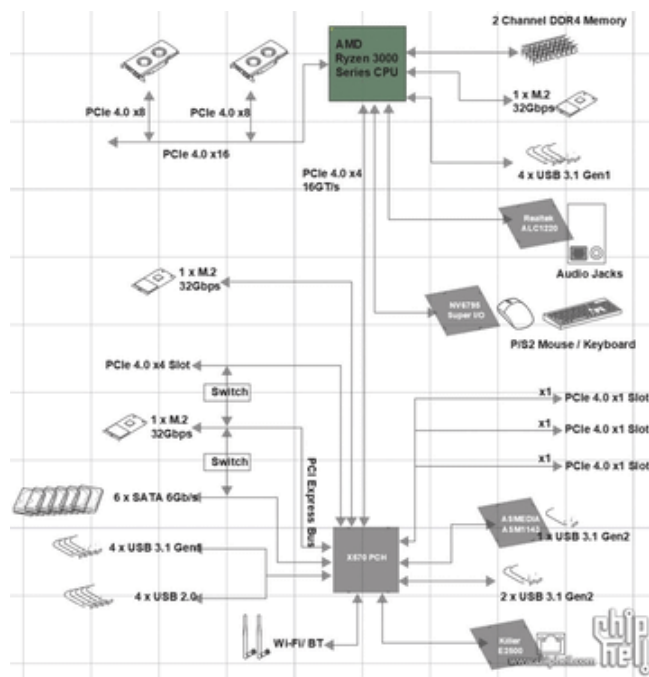 2 Channel DDR4 Memory
AMD
Ryzen 3000
Series CPU
PCIe 4.0 x8
PCIe 4.0 x8
1 x M.2
32Gbps
PCIe 4.0 x16
PCIe 4.0 x4
16GT/s
4 x USB 3.1 Gen1
Realtek
ALC1220
Audio Jacks
1 x M.2
32Gbps
NV6795
Super I/O
P/S2 Mouse / Keyboard
PCIe 4.0 x4 Slot
Switch
x1
PCIe 4.0 x1 Slot
1 x M.2
32Gbps
x1
PCIe 4.0 x1 Slot
Switch
x1
PCIe 4.0 x1 Slot
PCI Express Bus
6 x SATA 6Gb/s
ASMEDIA
ASM1143
1 x USB 3.1 Gen2
4 x USB 3.1 Gen1
X570 PCH
4 x USB 2.0
2 x USB 3.1 Gen2
Wi-Fi/ BT
Killer
E2500
chip
hell
www.chiphell.com